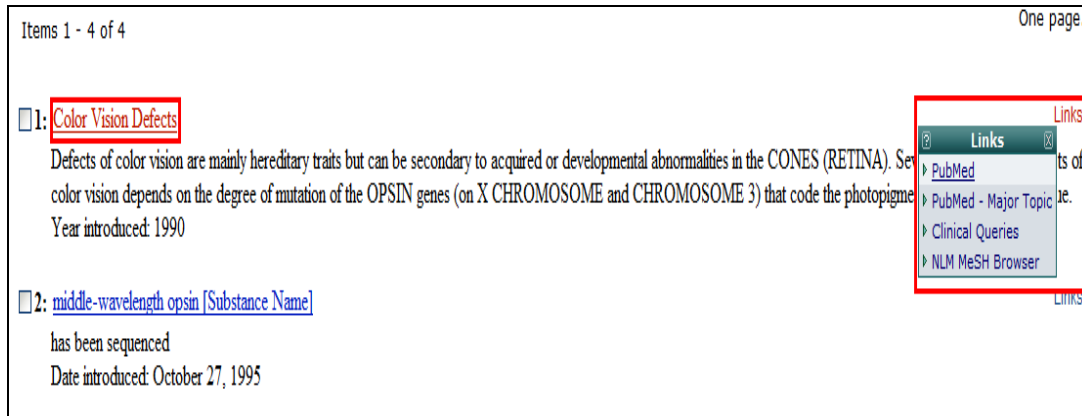 Items 1 - 4 of 4
One page
1: Color Vision Defects
Links
Defects of color vision are mainly hereditary traits but can be secondary to acquired or developmental abnormalities in the CONES (RETINA). of
color vision depends on the degree of mutation of the OPSIN genes (on X CHROMOSOME and CHROMOSOME 3) that code the
Year introduced: 1990
? Links X
PubMed
PubMed - Major Topic
Clinical Queries
NLM MeSH Browser
2: middle-wavelength opsin [Substance Name]
Links
has been sequenced
Date introduced: October 27, 1995